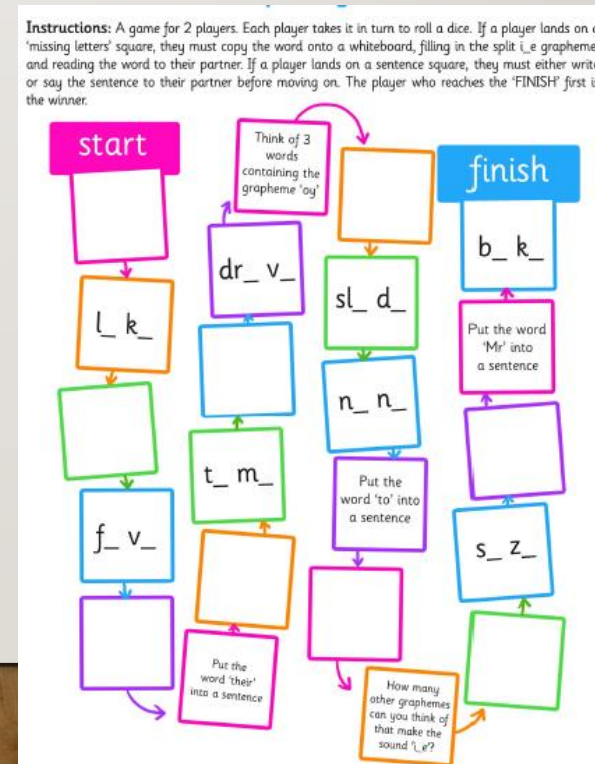 Instructions: A game for 2 players. Each player takes it in turn to roll a dice. If a player lands on
'missing letters' square, they must copy the word onto a whiteboard, filling in the split i_e grapheme
and reading the word to their partner. If a player lands on a sentence square, they must either write
or say the sentence to their partner before moving on. The player who reaches the 'FINISH' first
the winner.
start
l_ k_
f_ v_
Put the
word 'their'
into a sentence
t_ m_
dr_ v_
Think of 3
words
containing the
grapheme 'oy'
sl_ d_
n_ n_
Put the
word 'to' into
a sentence
How many
other graphemes
can you think of
that make the
sound 'i_e'?
s_ z_
Put the word
'Mr' into
a sentence
b_ k_
finish